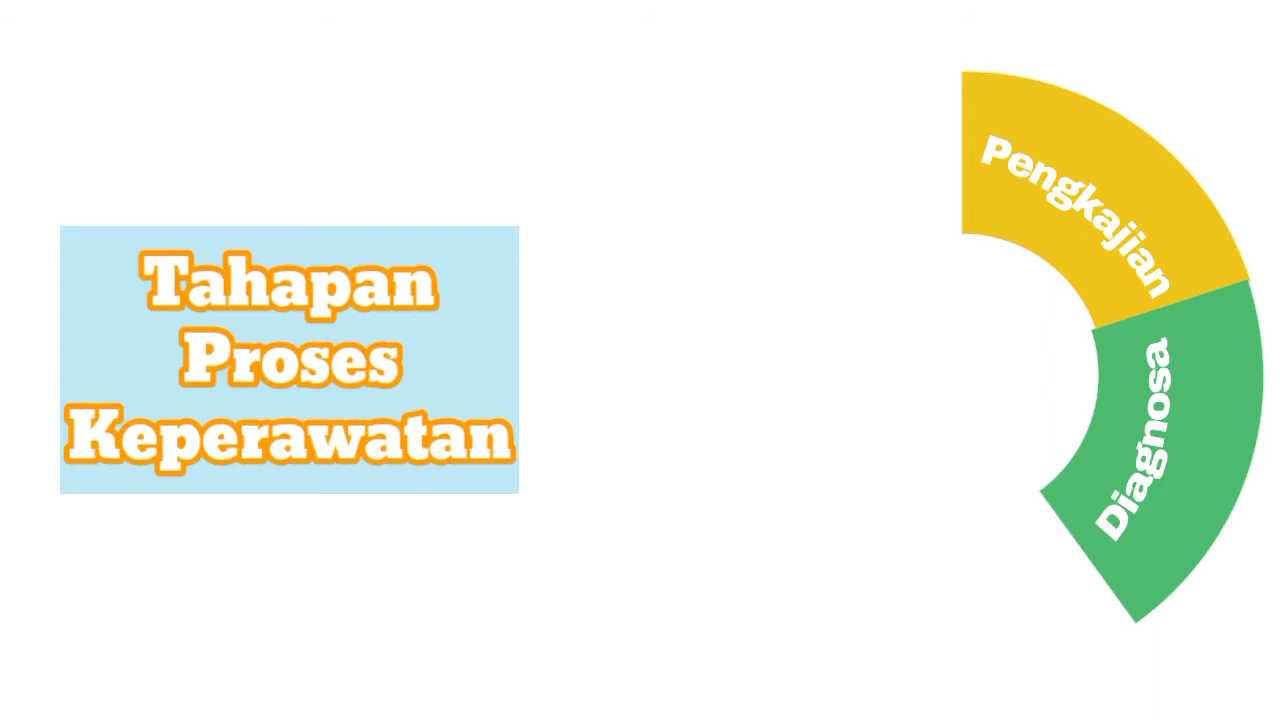 Tahapan
Proses
Keperawatan
Pengkajian
Diagnosa